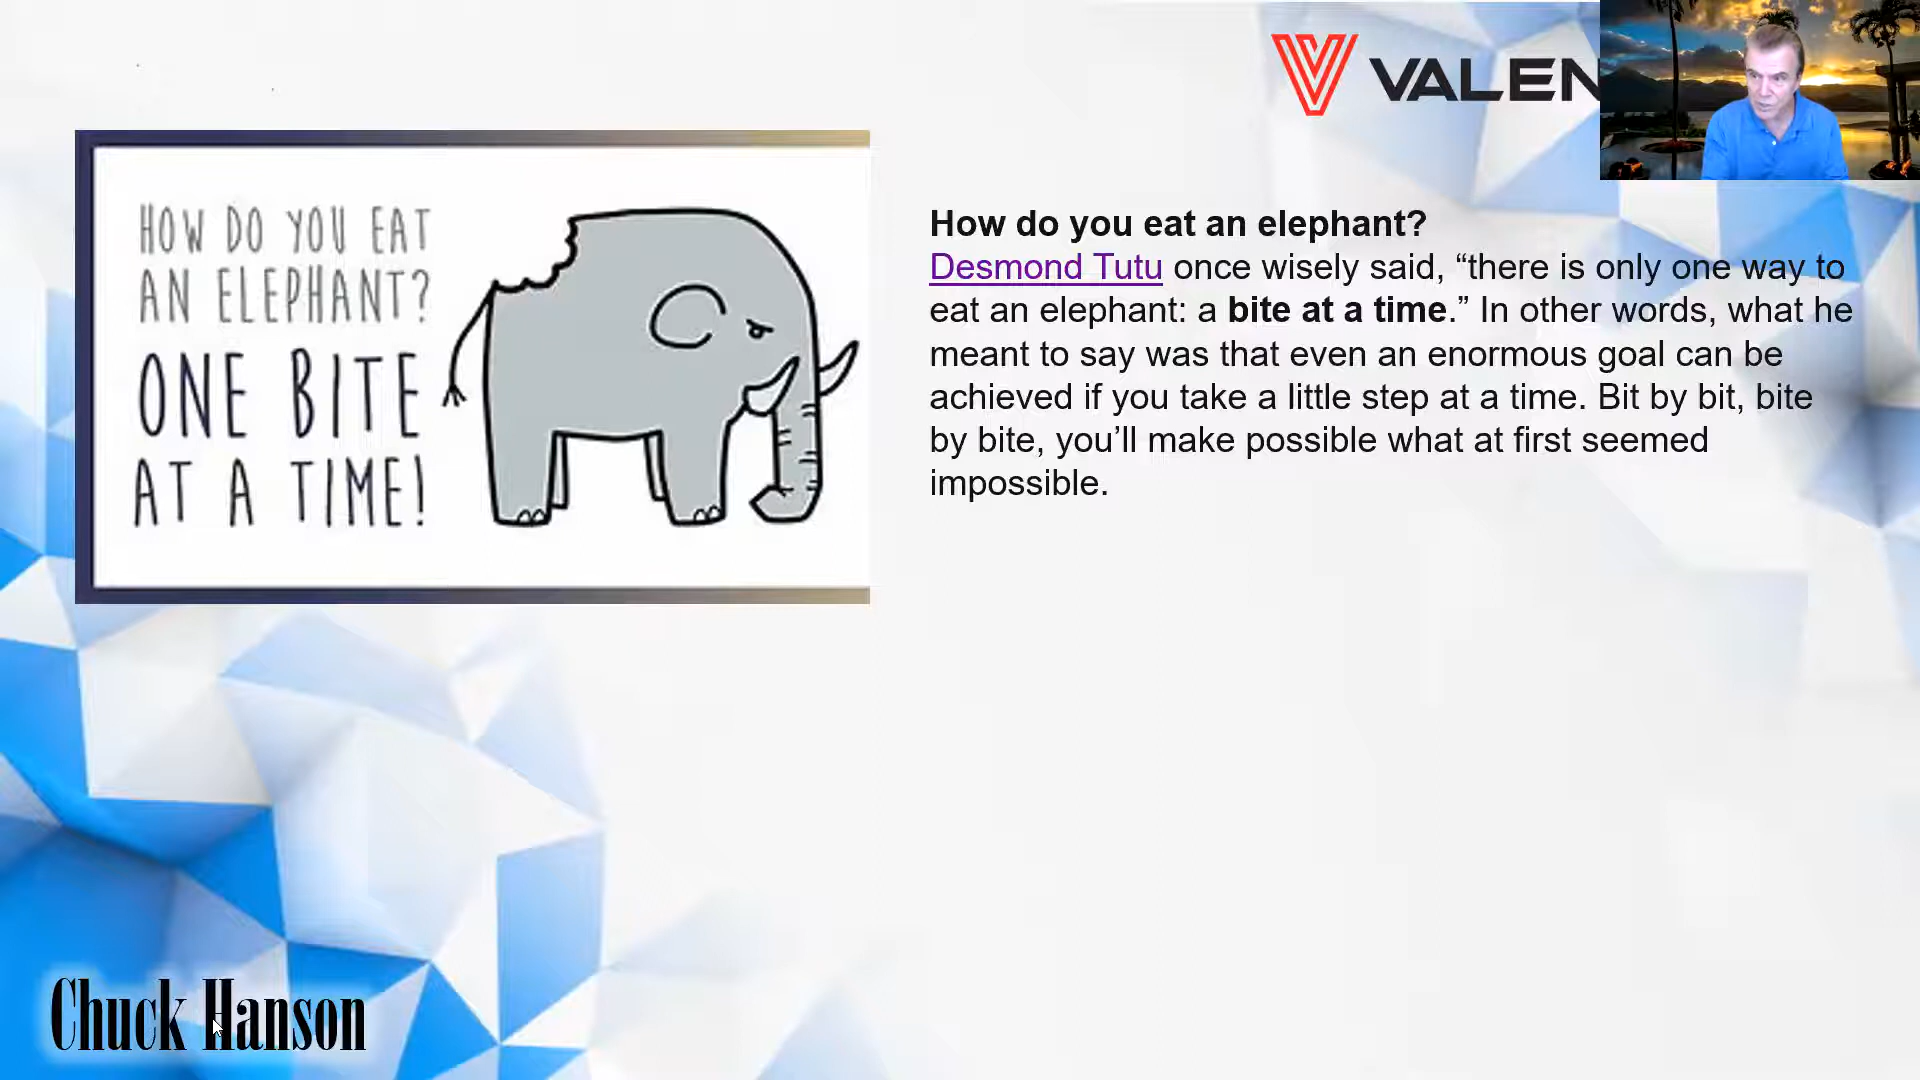 VALEN
HOW DO YOU EAT
AN ELEPHANT?
ONE BITE
AT A TIME!
How do you eat an elephant?
Desmond Tutu once wisely said, “there is only one way to
eat an elephant: a bite at a time.” In other words, what he
meant to say was that even an enormous goal can be
achieved if you take a little step at a time. Bit by bit, bite
by bite, you’ll make possible what at first seemed
impossible.
Chuck Hanson